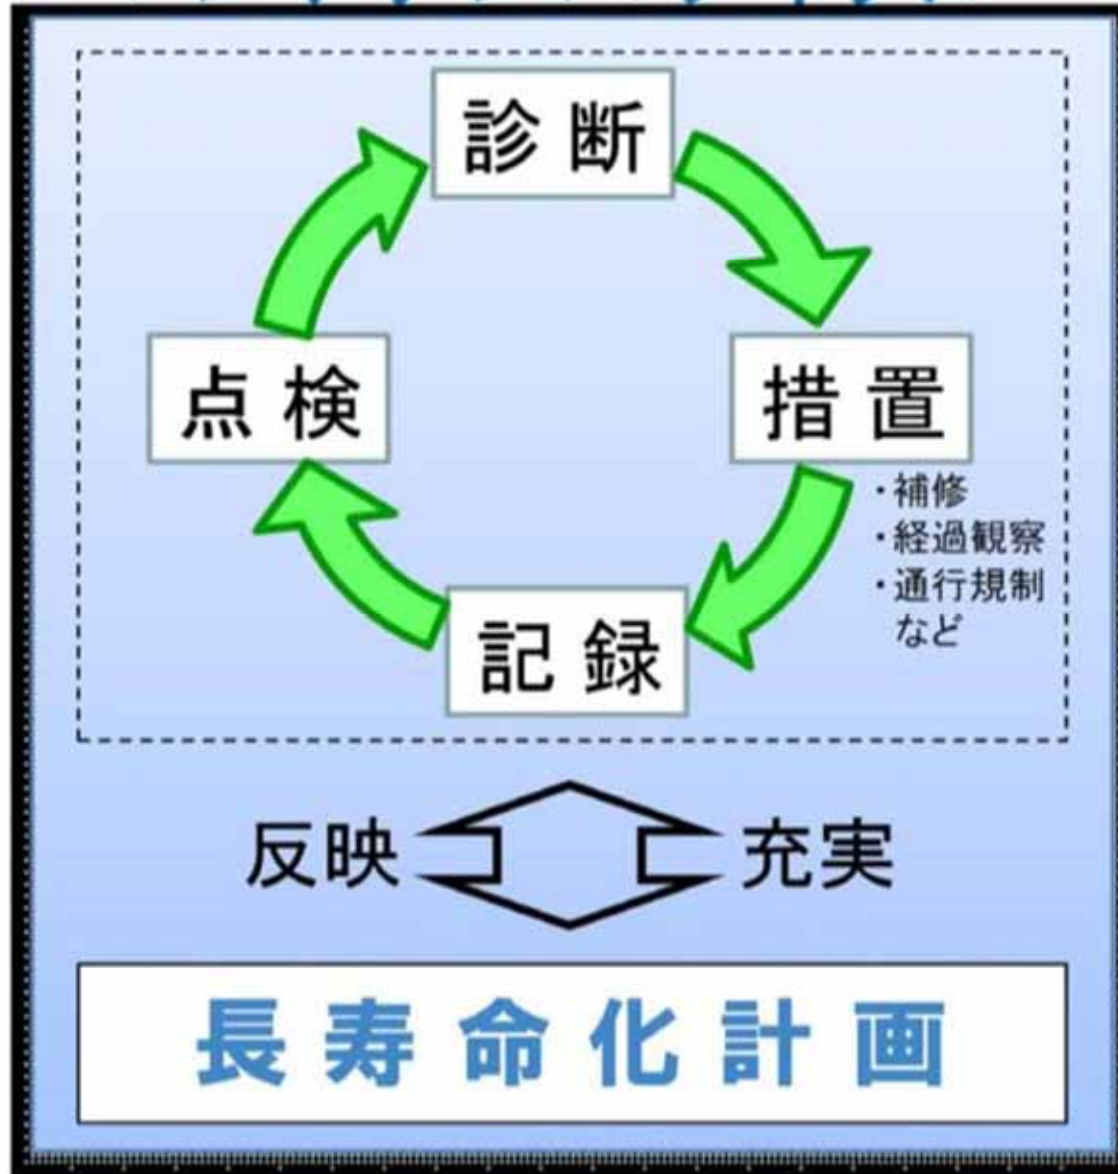 診断
点検
措置
・補修
・経過観察
・通行規制
など
記録
反映
充実
長寿命化計画